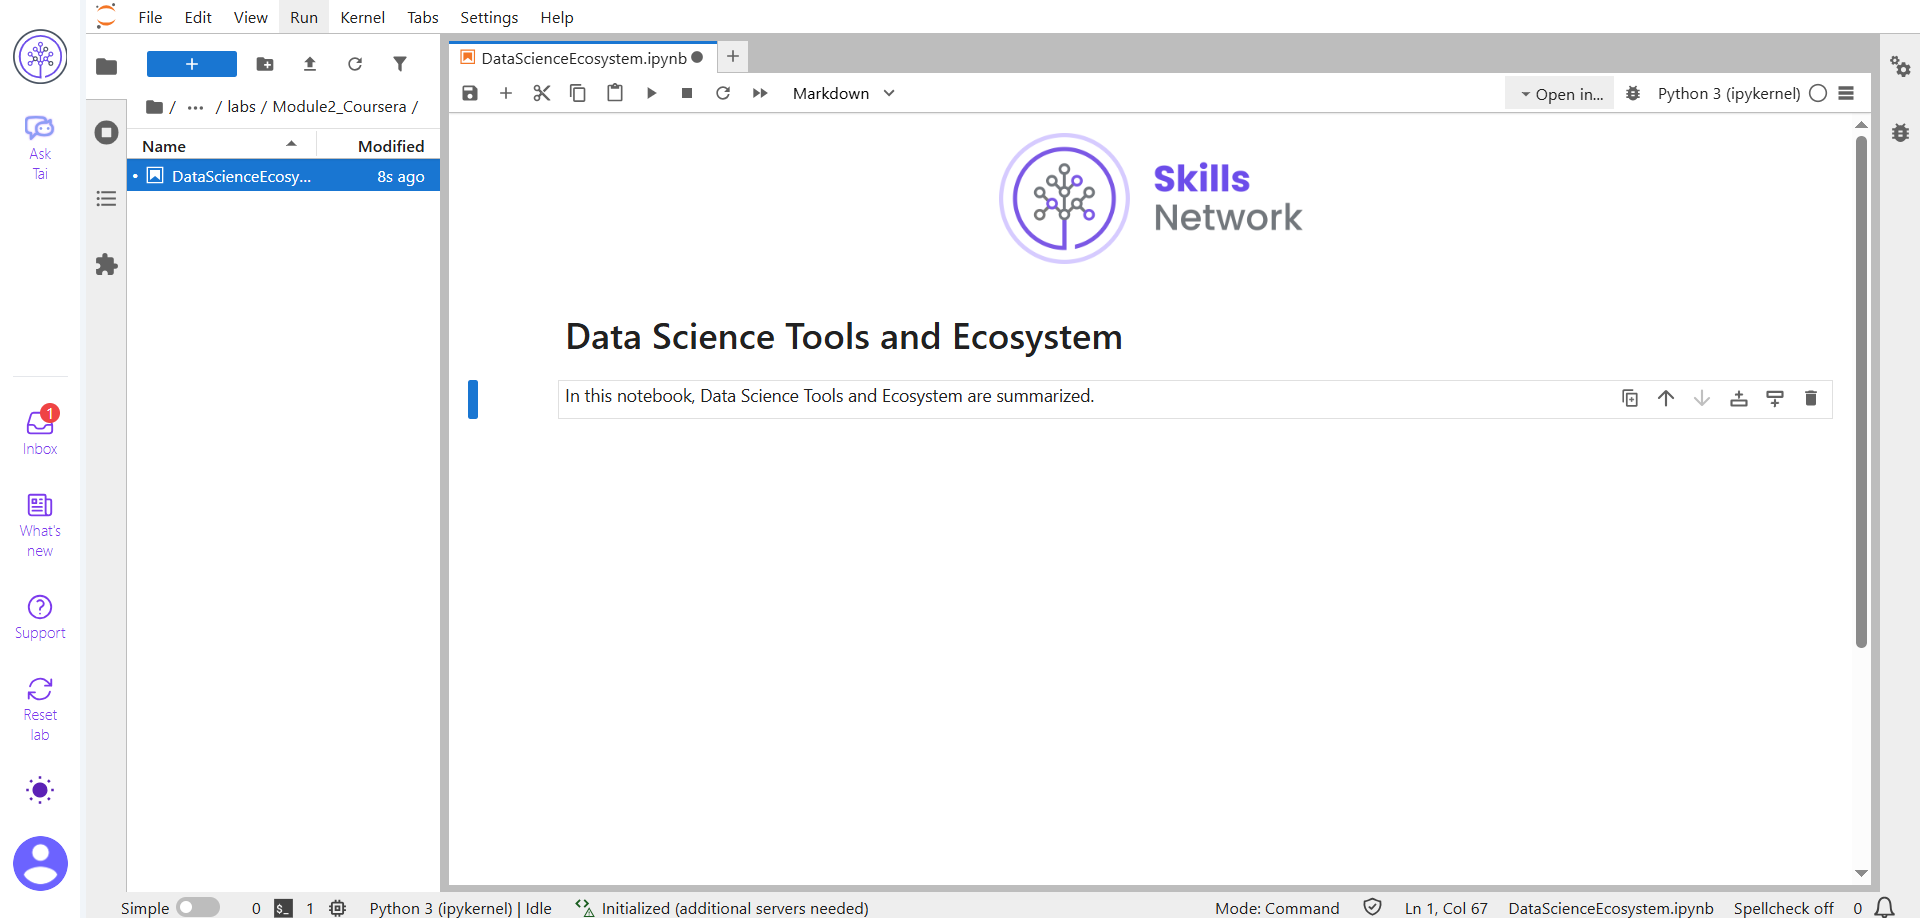 File Edit View Run Kernel Tabs Settings Help
Ask
Tai
Inbox
1
What's
new
Support
Reset
lab
/ ... / labs / Module2_Coursera /
Name Modified
DataScienceEcosy... 8s ago
DataScienceEcosystem.ipynb
Markdown
Open in...
Python 3 (ipykernel)
Skills
Network
Data Science Tools and Ecosystem
In this notebook, Data Science Tools and Ecosystem are summarized.
Simple 0 $_ 1 Python 3 (ipykernel) | Idle Initialized (additional servers needed) Mode: Command Ln 1, Col 67 DataScienceEcosystem.ipynb Spellcheck off 0